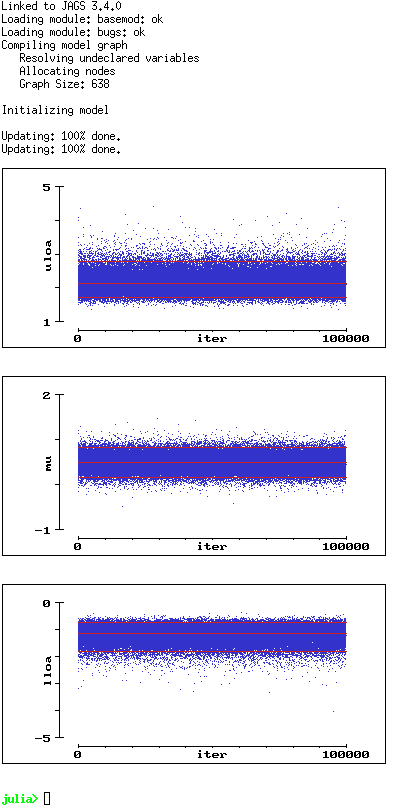 Linked to JAGS 3.4.0
Loading module: basemod: ok
Loading module: bugs: ok
Compiling model graph
Resolving undeclared variables
Allocating nodes
Graph Size: 638
Initializing model
Updating: 100% done.
Updating: 100% done.
5
uloa
1
0 iter 100000
2
mu
-1
0 iter 100000
0
lloa
-5
0 iter 100000
julia>